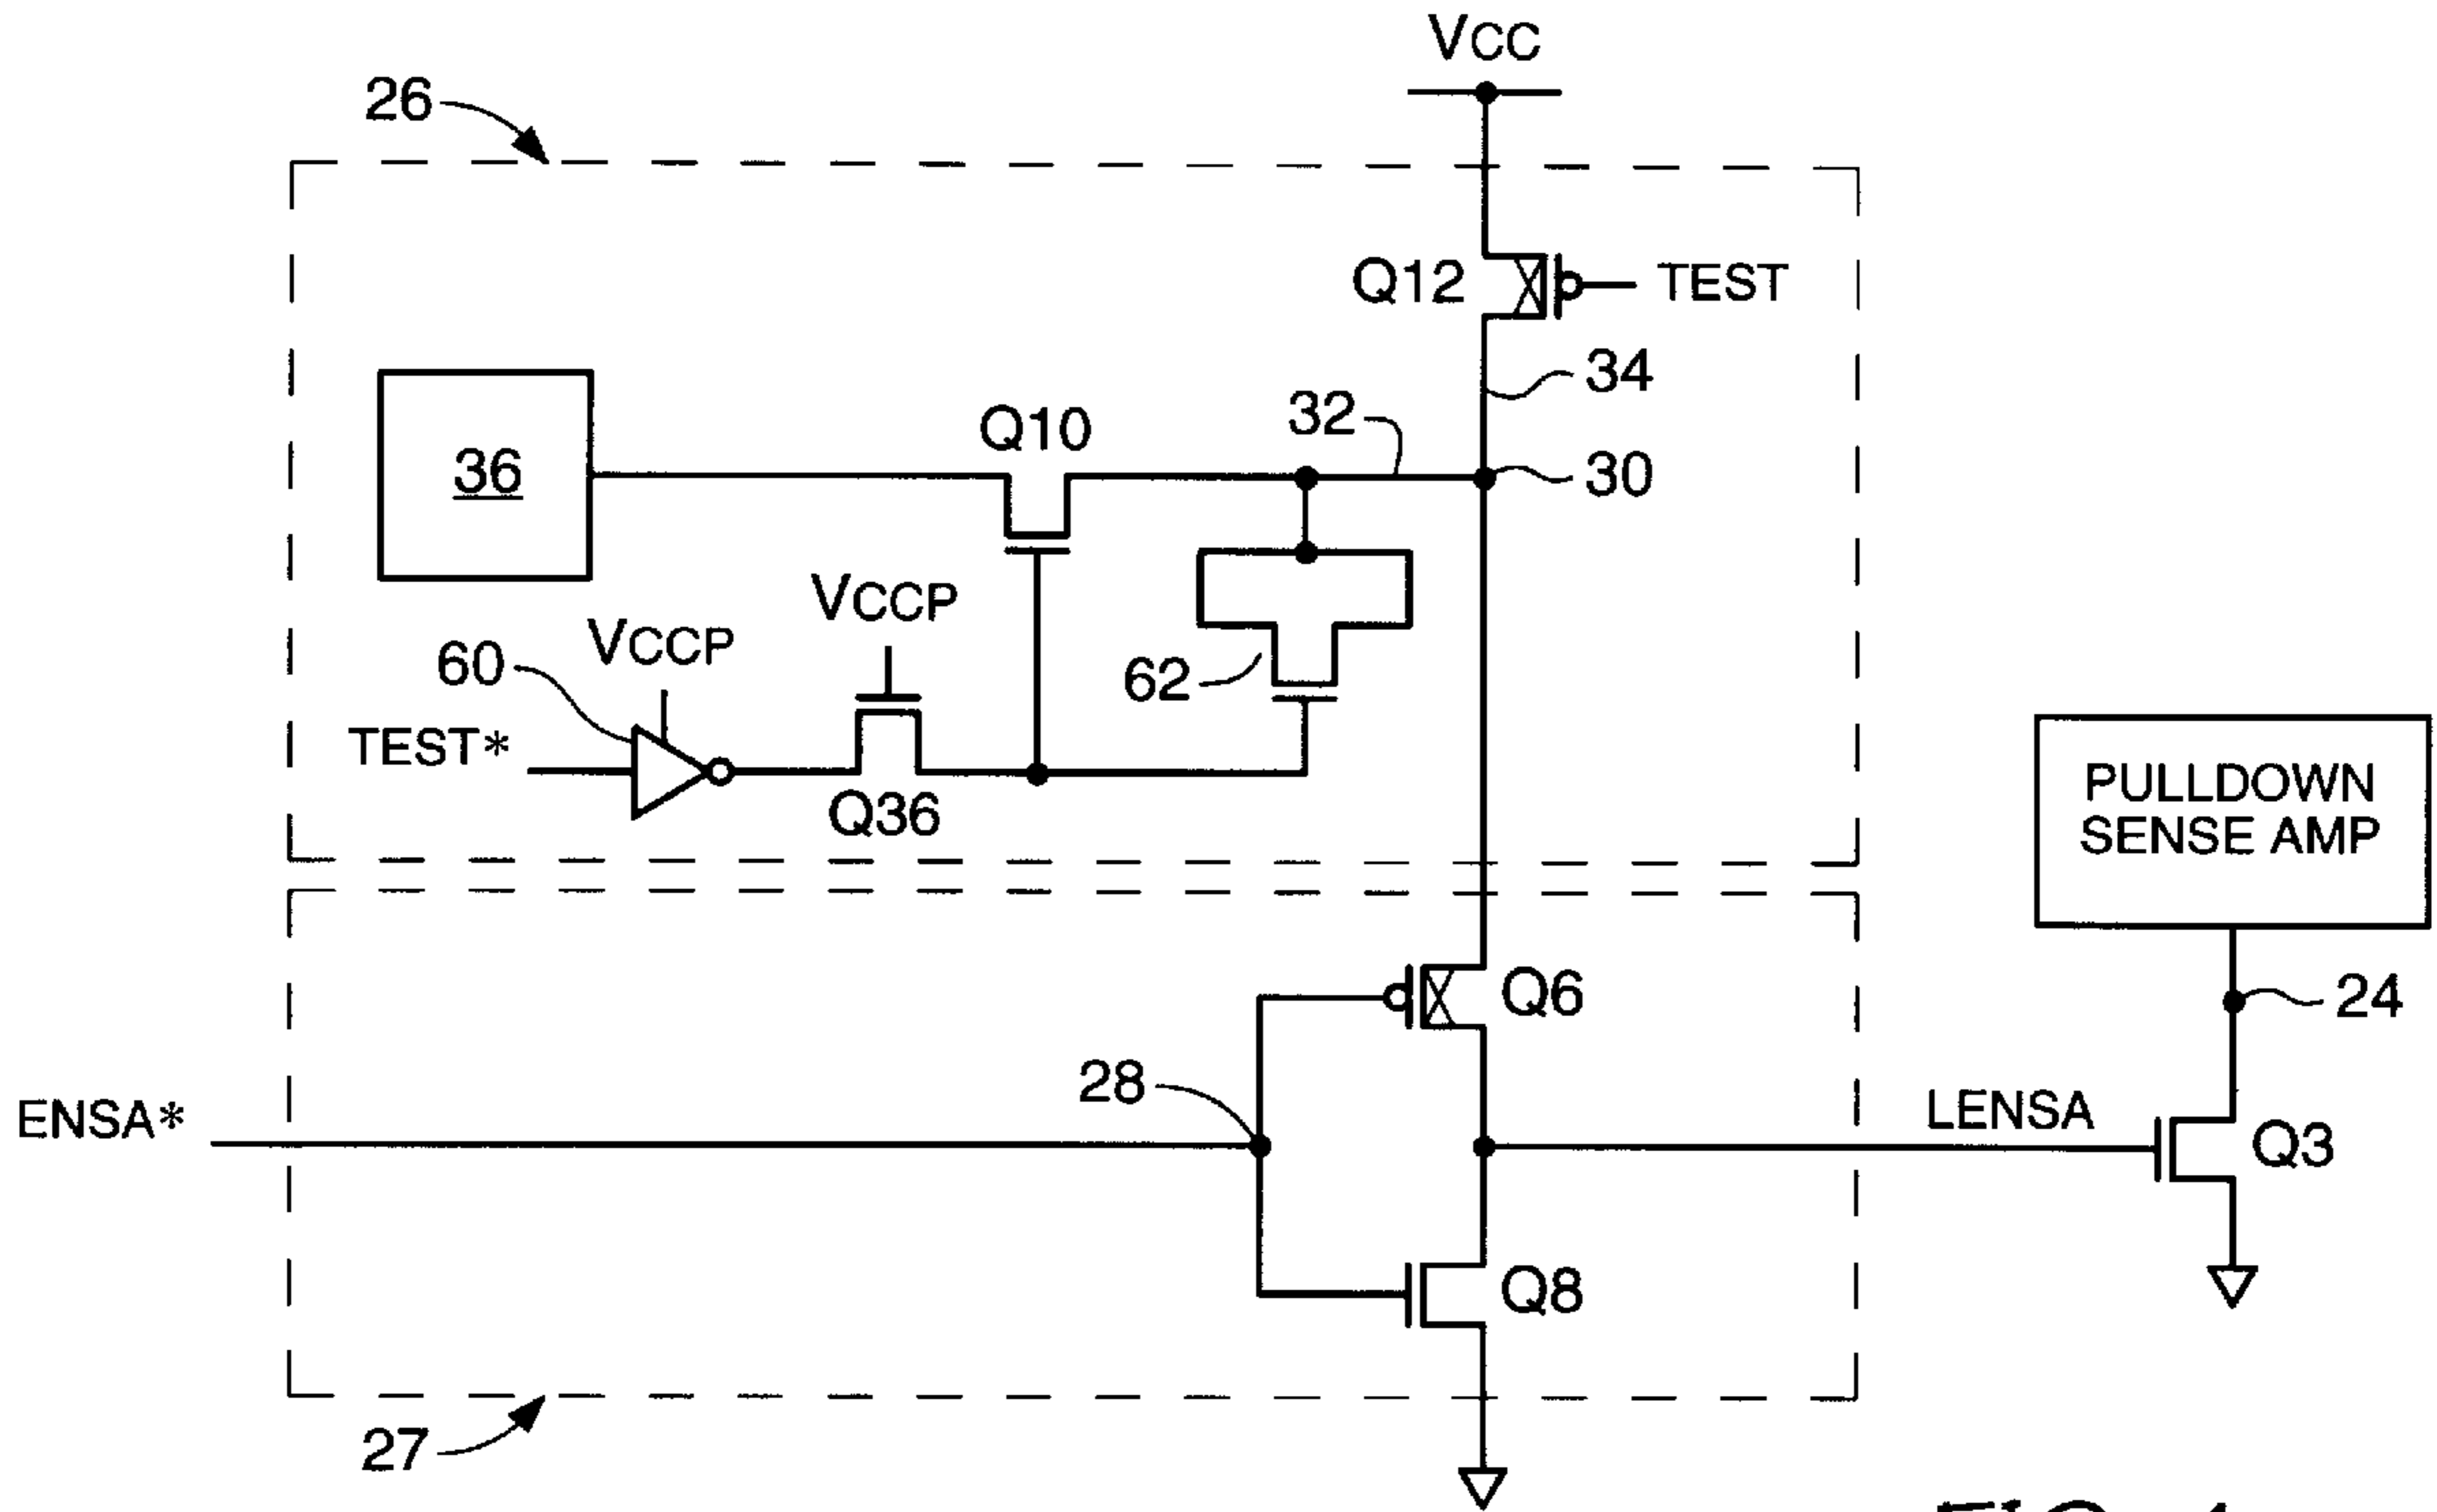 VCC
26
Q12
TEST
34
32
30
Q10
36
VCCP
VCCP
60
62
TEST*
Q36
PULLDOWN
SENSE AMP
Q6
24
28
ENSA*
LENSA
Q3
Q8
27